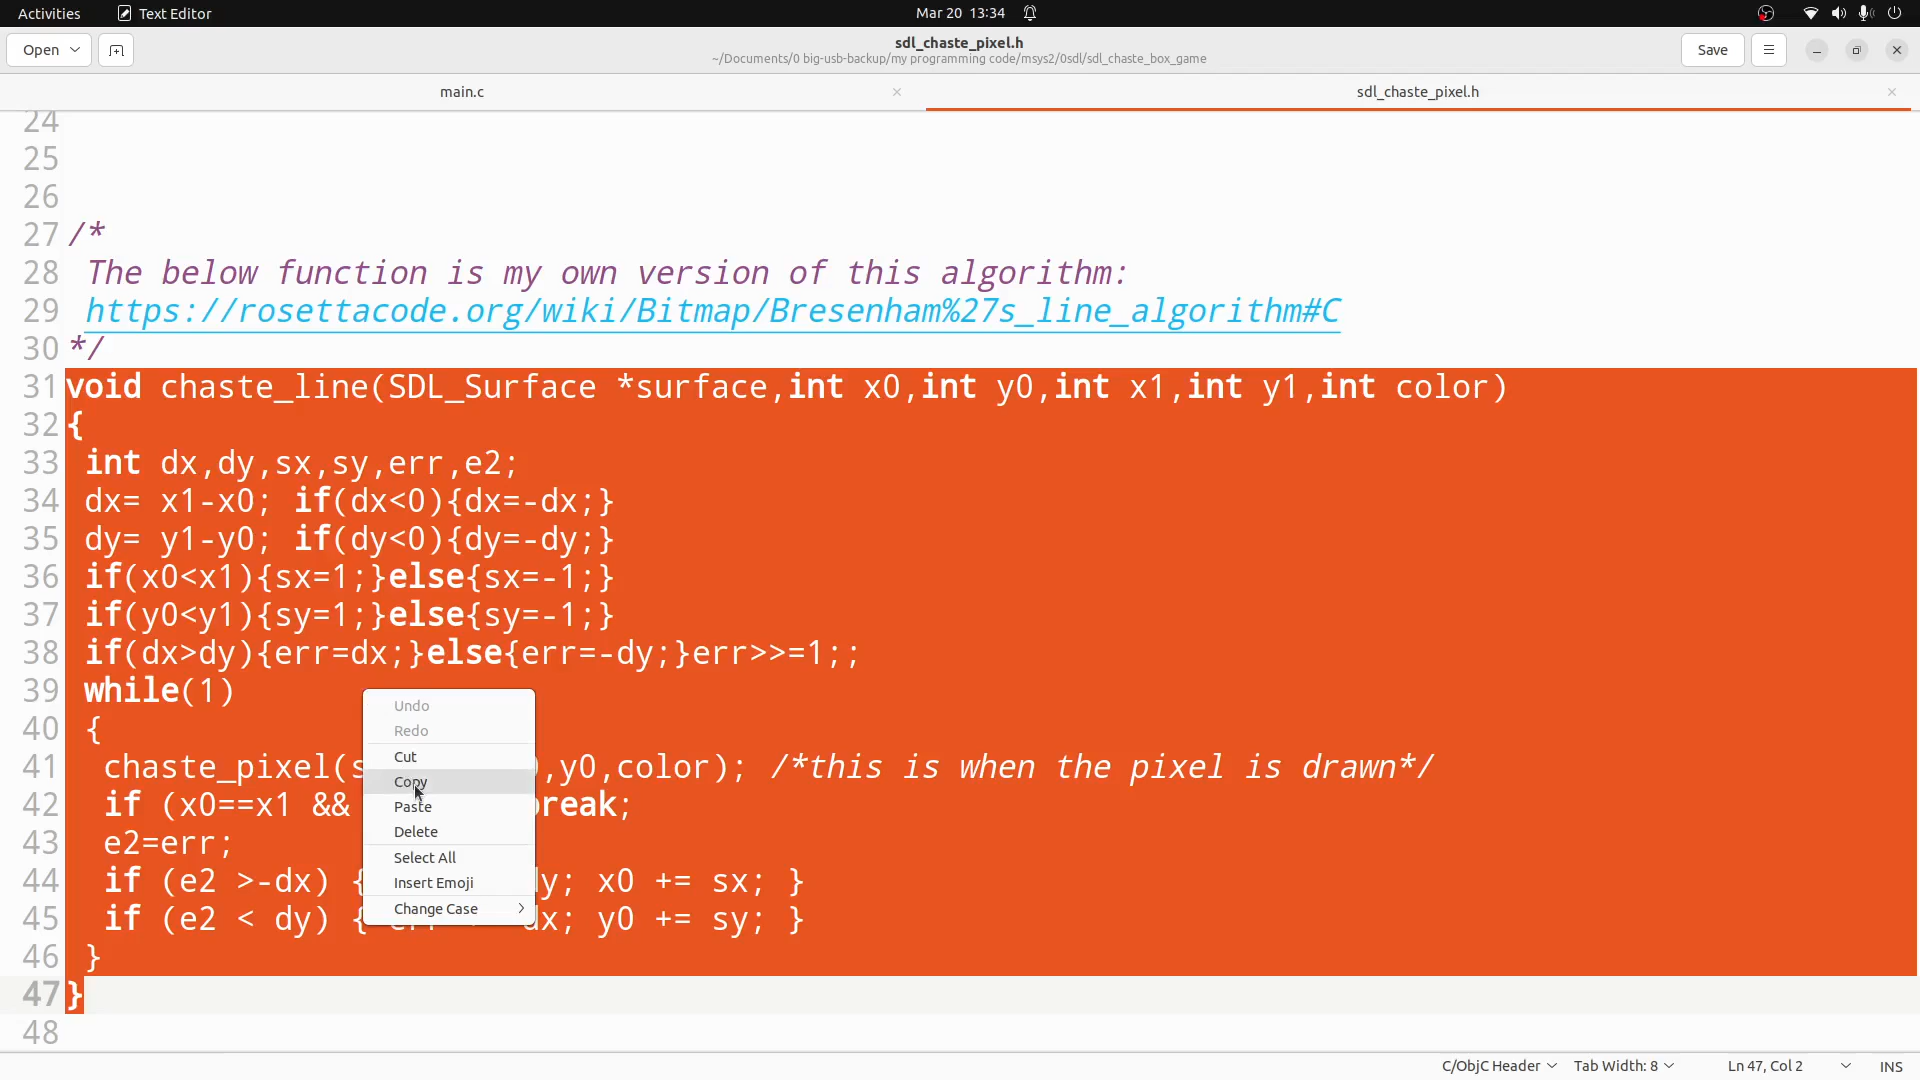 Activities Text Editor Mar 20 13:34
Open sdl_chaste_pixel.h Save
~/Documents/0 big-usb-backup/my programming code/msys2/0sdl/sdl_chaste_box_game
main.c sdl_chaste_pixel.h
24
25
26
27 /*
28 The below function is my own version of this algorithm:
29 https://rosettacode.org/wiki/Bitmap/Bresenham%27s_line_algorithm#C
30 */
31 void chaste_line(SDL_Surface *surface,int x0,int y0,int x1,int y1,int color)
32 {
33 int dx,dy,sx,sy,err,e2;
34 dx= x1-x0; if(dx<0){dx=-dx;}
35 dy= y1-y0; if(dy<0){dy=-dy;}
36 if(x0<x1){sx=1;}else{sx=-1;}
37 if(y0<y1){sy=1;}else{sy=-1;}
38 if(dx>dy){err=dx;}else{err=-dy;}err>>=1;;
39 while(1)
40 {
41 chaste_pixel(s ,y0,color); /*this is when the pixel is drawn*/
42 if (x0==x1 && break;
43 e2=err;
44 if (e2 >-dx) { y; x0 += sx; }
45 if (e2 < dy) { dx; y0 += sy; }
46 }
47 }
48
Undo
Redo
Cut
Copy
Paste
Delete
Select All
Insert Emoji
Change Case
C/ObjC Header Tab Width: 8 Ln 47, Col 2 INS